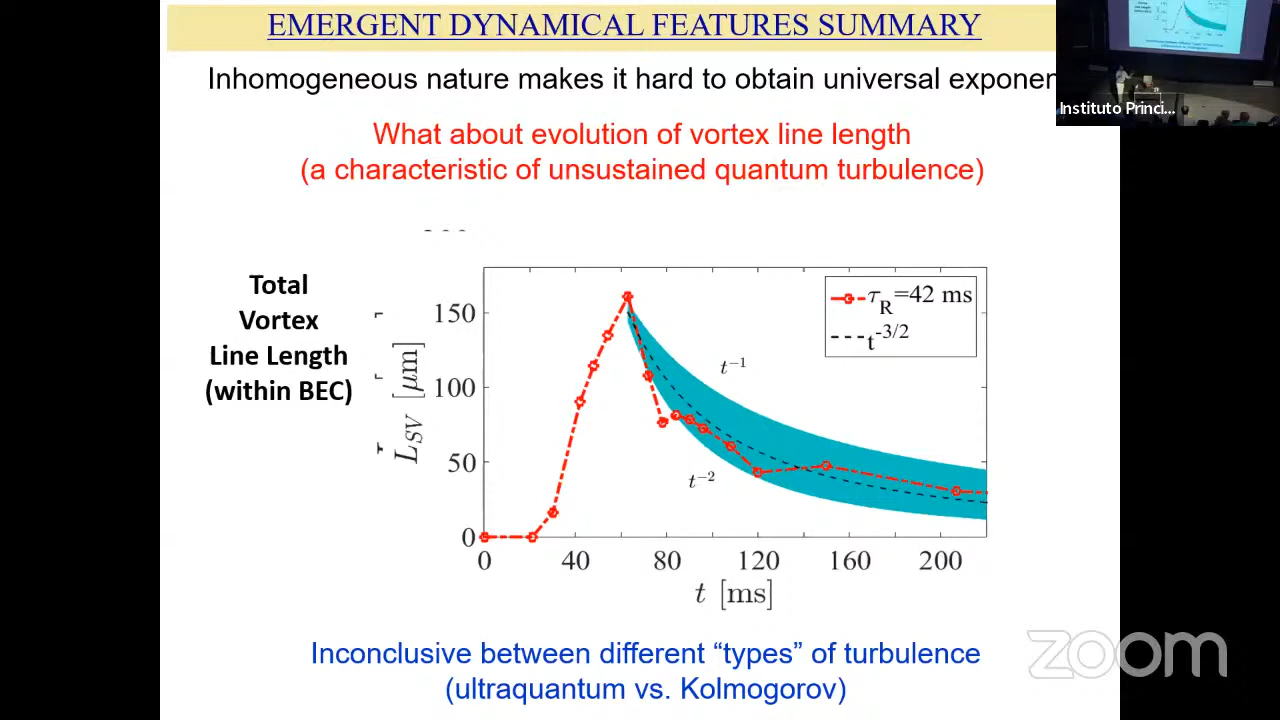 EMERGENT DYNAMICAL FEATURES SUMMARY
Inhomogeneous nature makes it hard to obtain universal exponen
Instituto Princi...
What about evolution of vortex line length
(a characteristic of unsustained quantum turbulence)
Total
Vortex
Line Length
(within BEC)
L_SV [μm]
150
100
50
0
τ_R=42 ms
t^-3/2
t^-1
t^-2
0 40 80 120 160 200
t [ms]
Inconclusive between different “types” of turbulence
(ultraquantum vs. Kolmogorov)
zoom